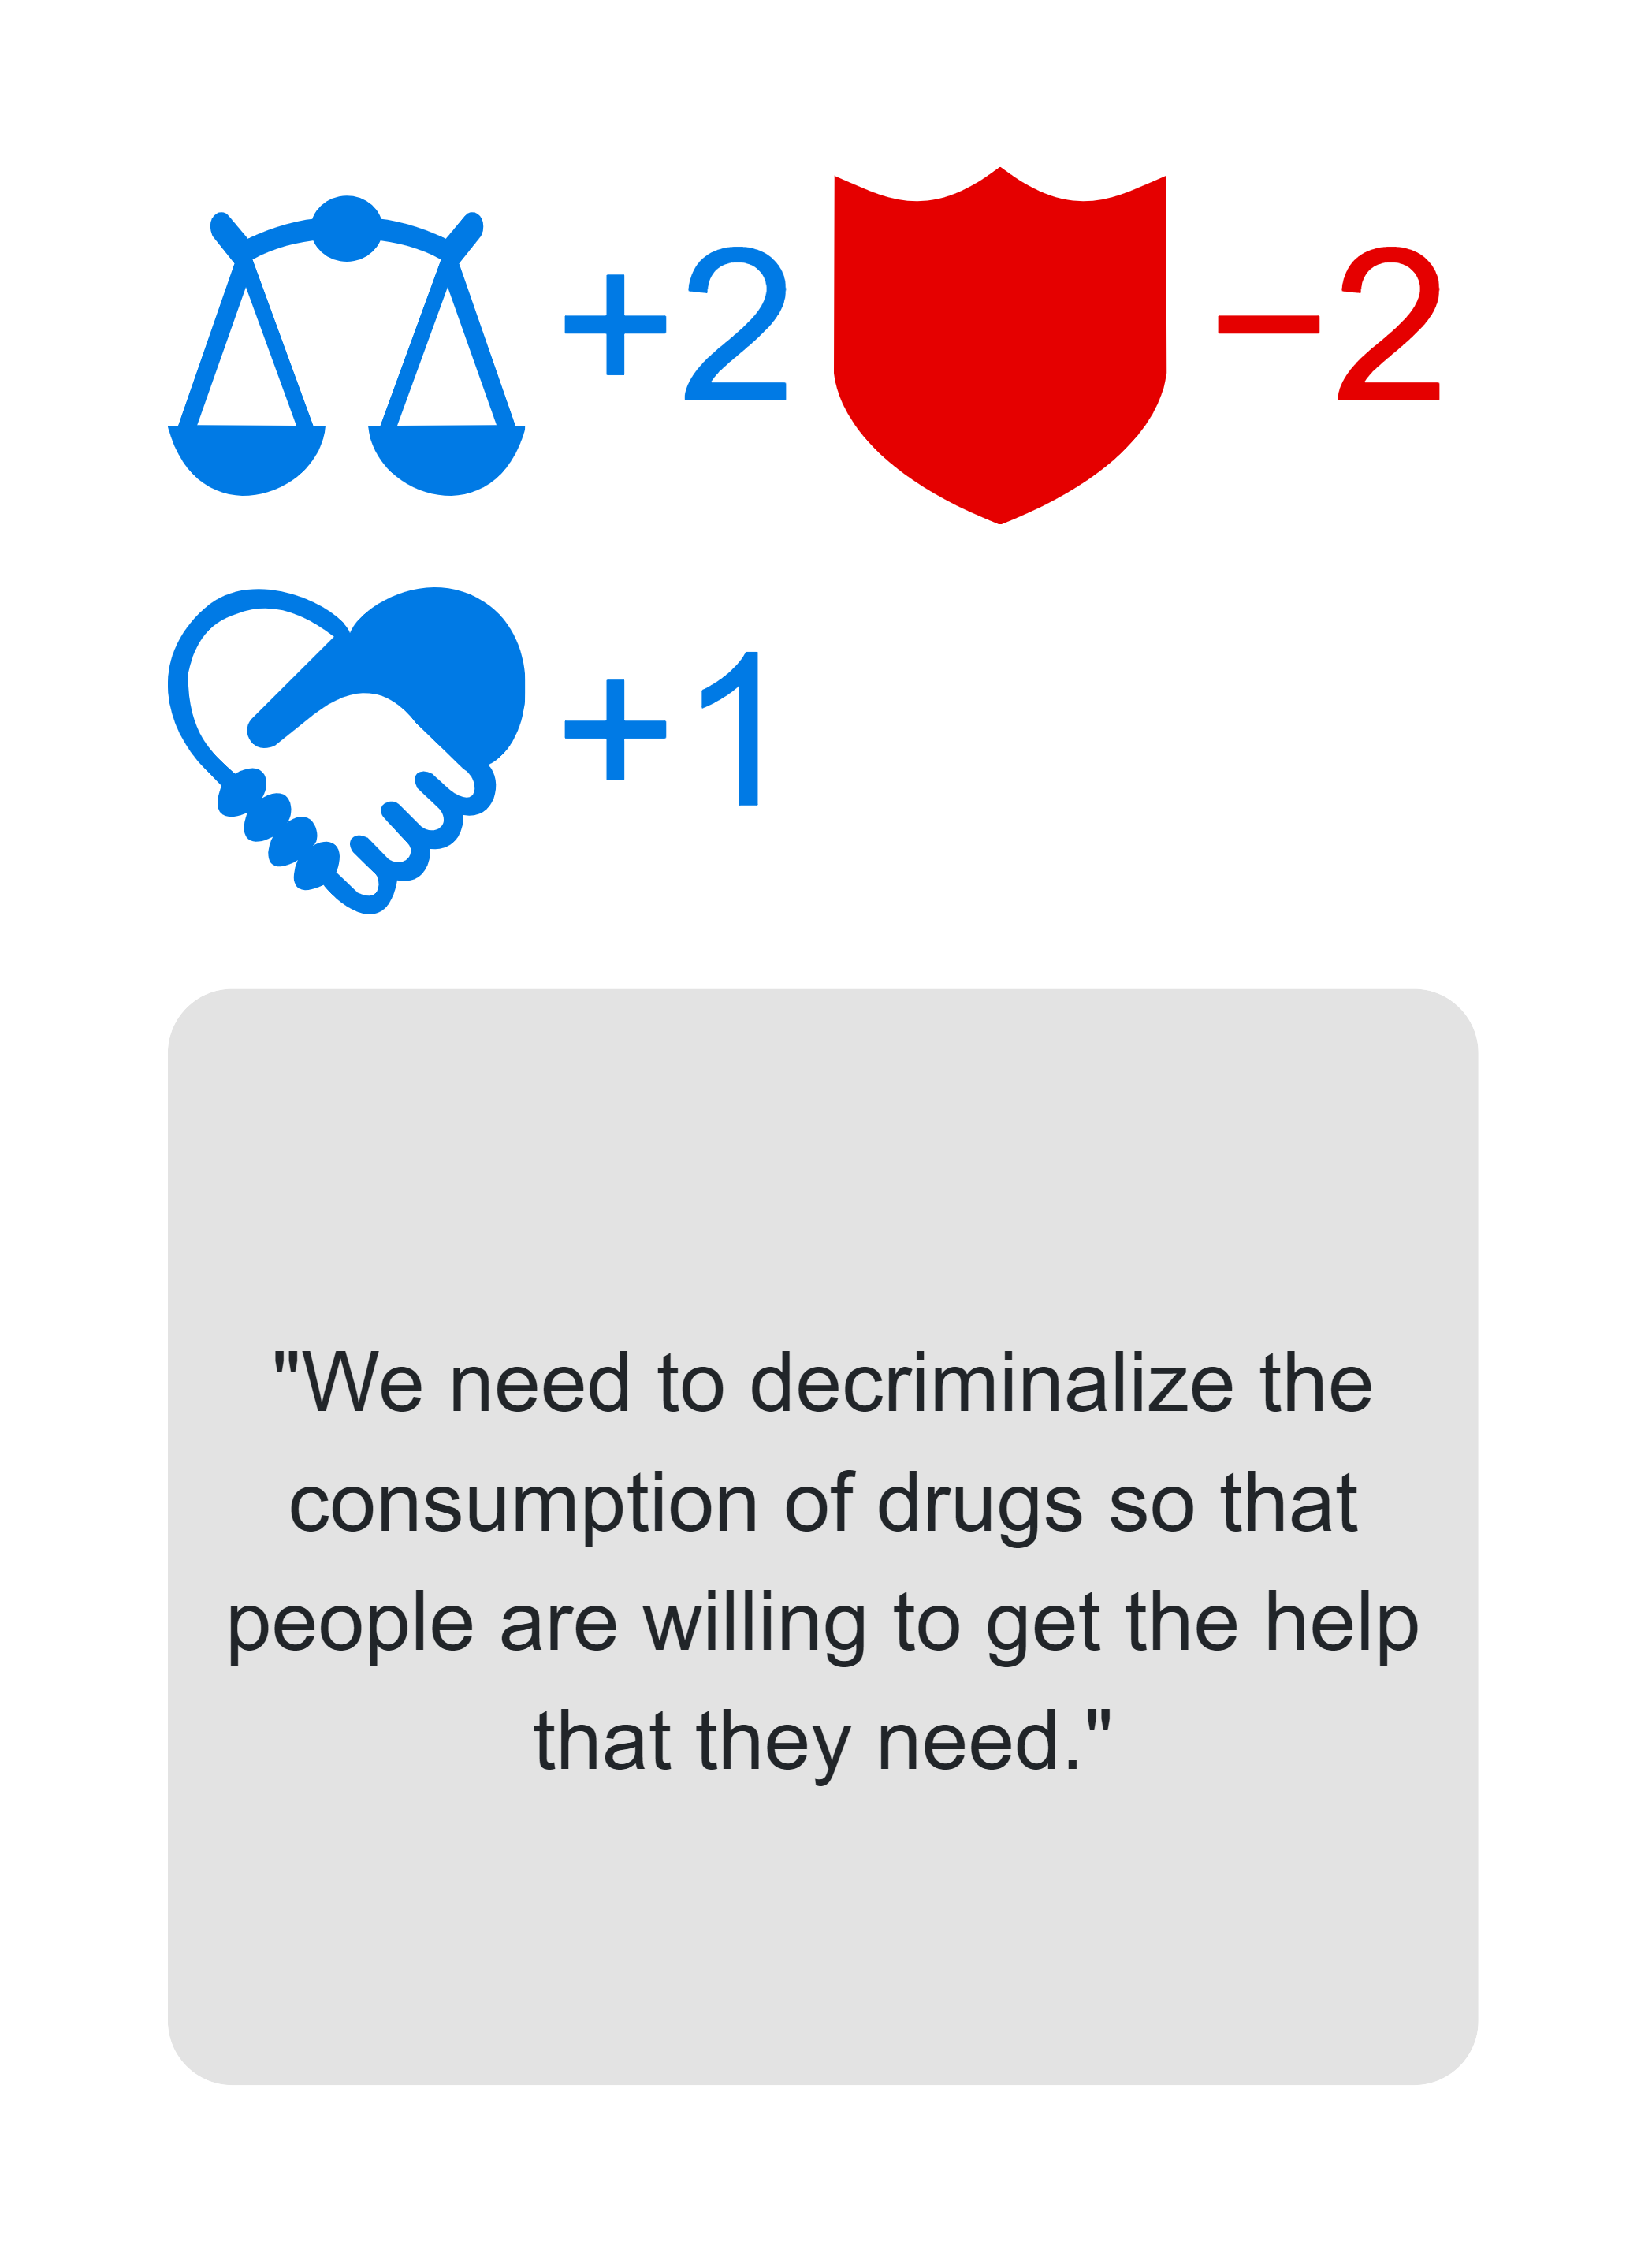 +2 −2
+1
"We need to decriminalize the
consumption of drugs so that
people are willing to get the help
that they need."